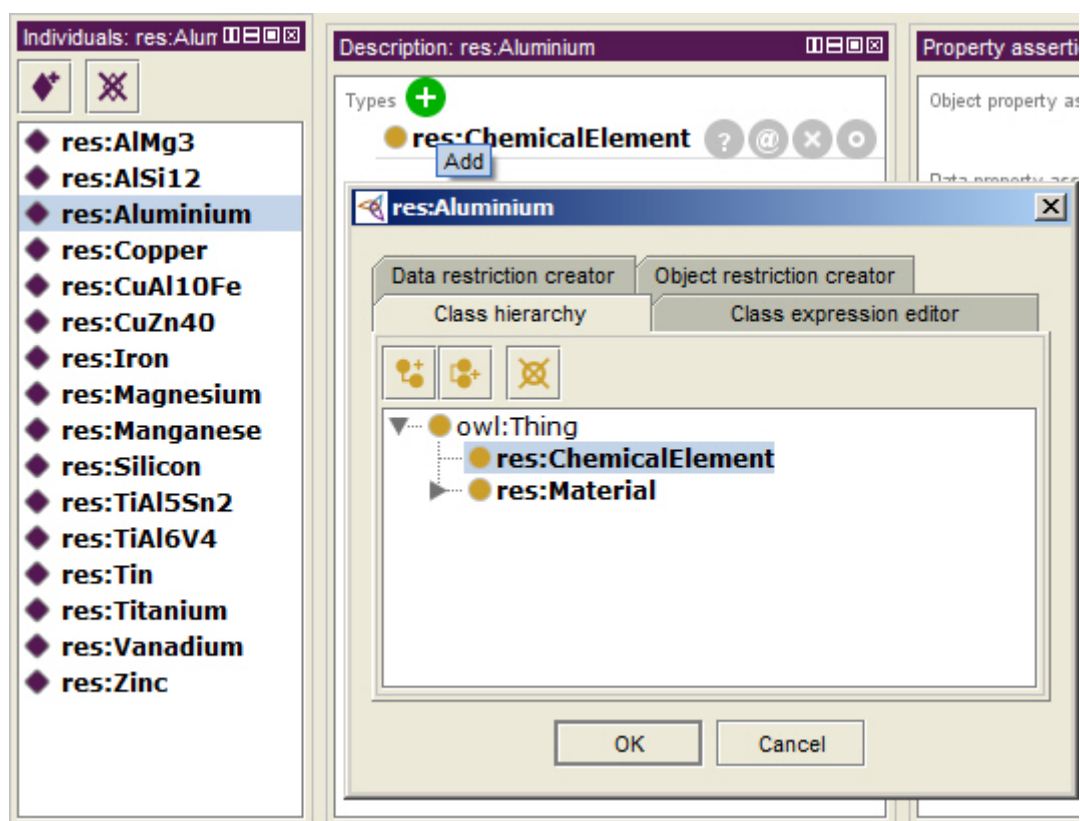 Individuals: res:Alum
res:AlMg3
res:AlSi12
res:Aluminium
res:Copper
res:CuAl10Fe
res:CuZn40
res:Iron
res:Magnesium
res:Manganese
res:Silicon
res:TiAl5Sn2
res:TiAl6V4
res:Tin
res:Titanium
res:Vanadium
res:Zinc
Description: res:Aluminium
Types
res:ChemicalElement
? @
Add
Property asserti
Object property as
Data property ass
res:Aluminium
Data restriction creator Object restriction creator
Class hierarchy Class expression editor
owl:Thing
res:ChemicalElement
res:Material
OK Cancel